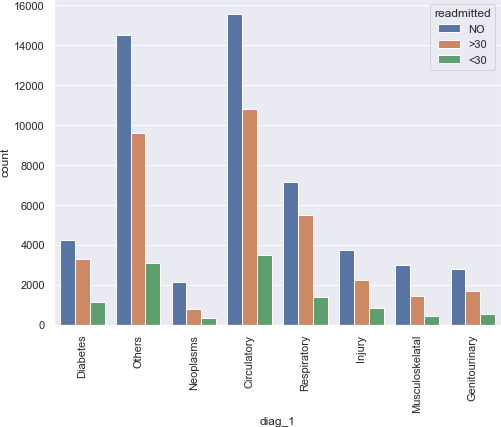 readmitted
NO
>30
<30
16000
14000
12000
10000
8000
6000
4000
2000
0
count
Diabetes
Others
Neoplasms
Circulatory
Respiratory
Injury
Musculoskelatal
Genitourinary
diag_1